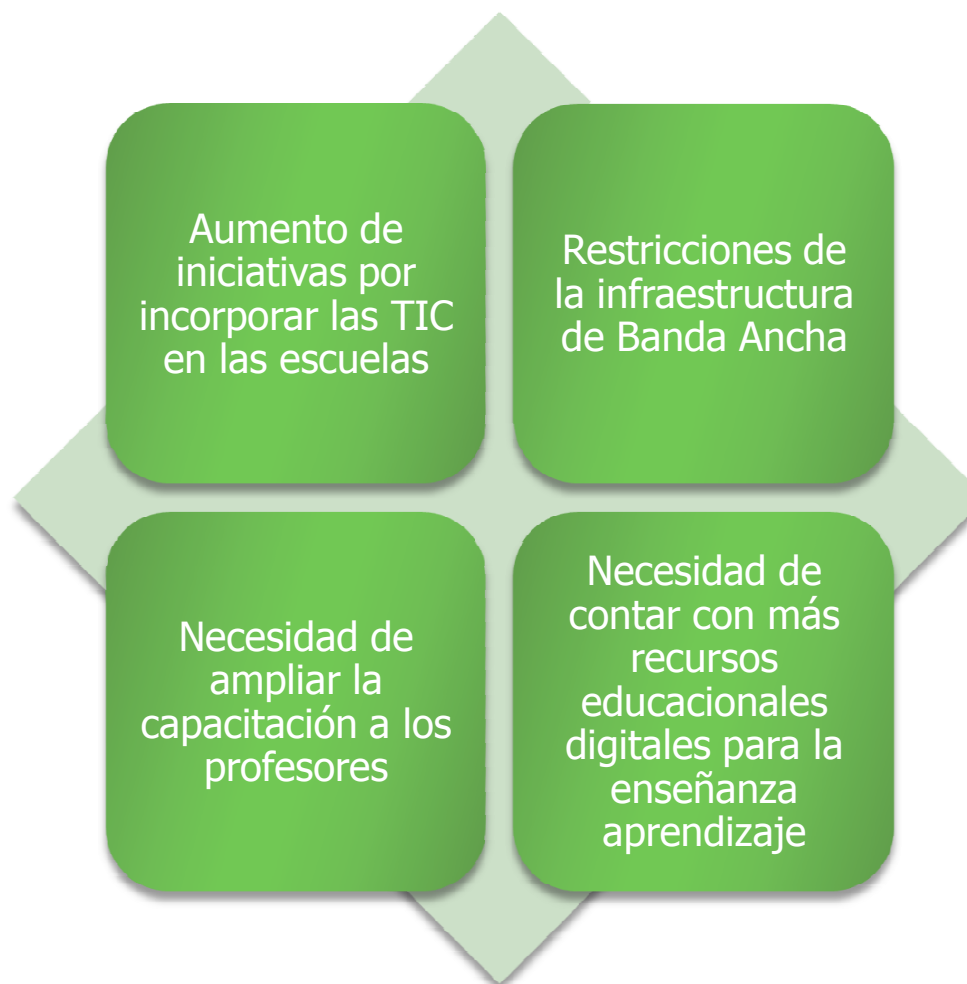 Aumento de
iniciativas por
incorporar las TIC
en las escuelas
Restricciones de
la infraestructura
de Banda Ancha
Necesidad de
ampliar la
capacitación a los
profesores
Necesidad de
contar con más
recursos
educacionales
digitales para la
enseñanza
aprendizaje